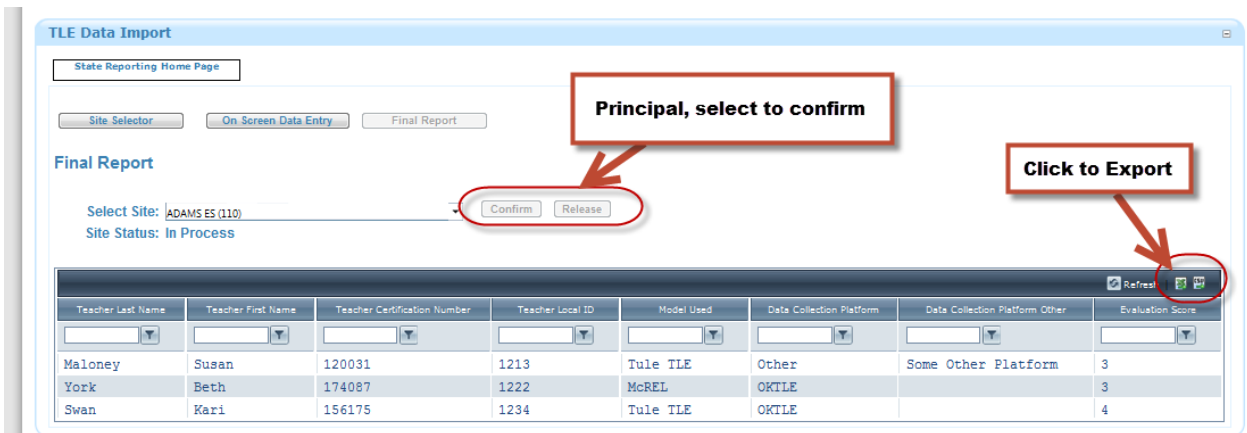 TLE Data Import
State Reporting Home Page
Principal, select to confirm
Site Selector On Screen Data Entry Final Report
Final Report
Click to Export
Select Site: ADAMS ES (110) Confirm Release
Site Status: In Process
Refresh
Teacher Last Name Teacher First Name Teacher Certification Number Teacher Local ID Model Used Data Collection Platform Data Collection Platform Other Evaluation Score
Maloney Susan 120031 1213 Tule TLE Other Some Other Platform 3
York Beth 174087 1222 McREL OKTLE 3
Swan Kari 156175 1234 Tule TLE OKTLE 4